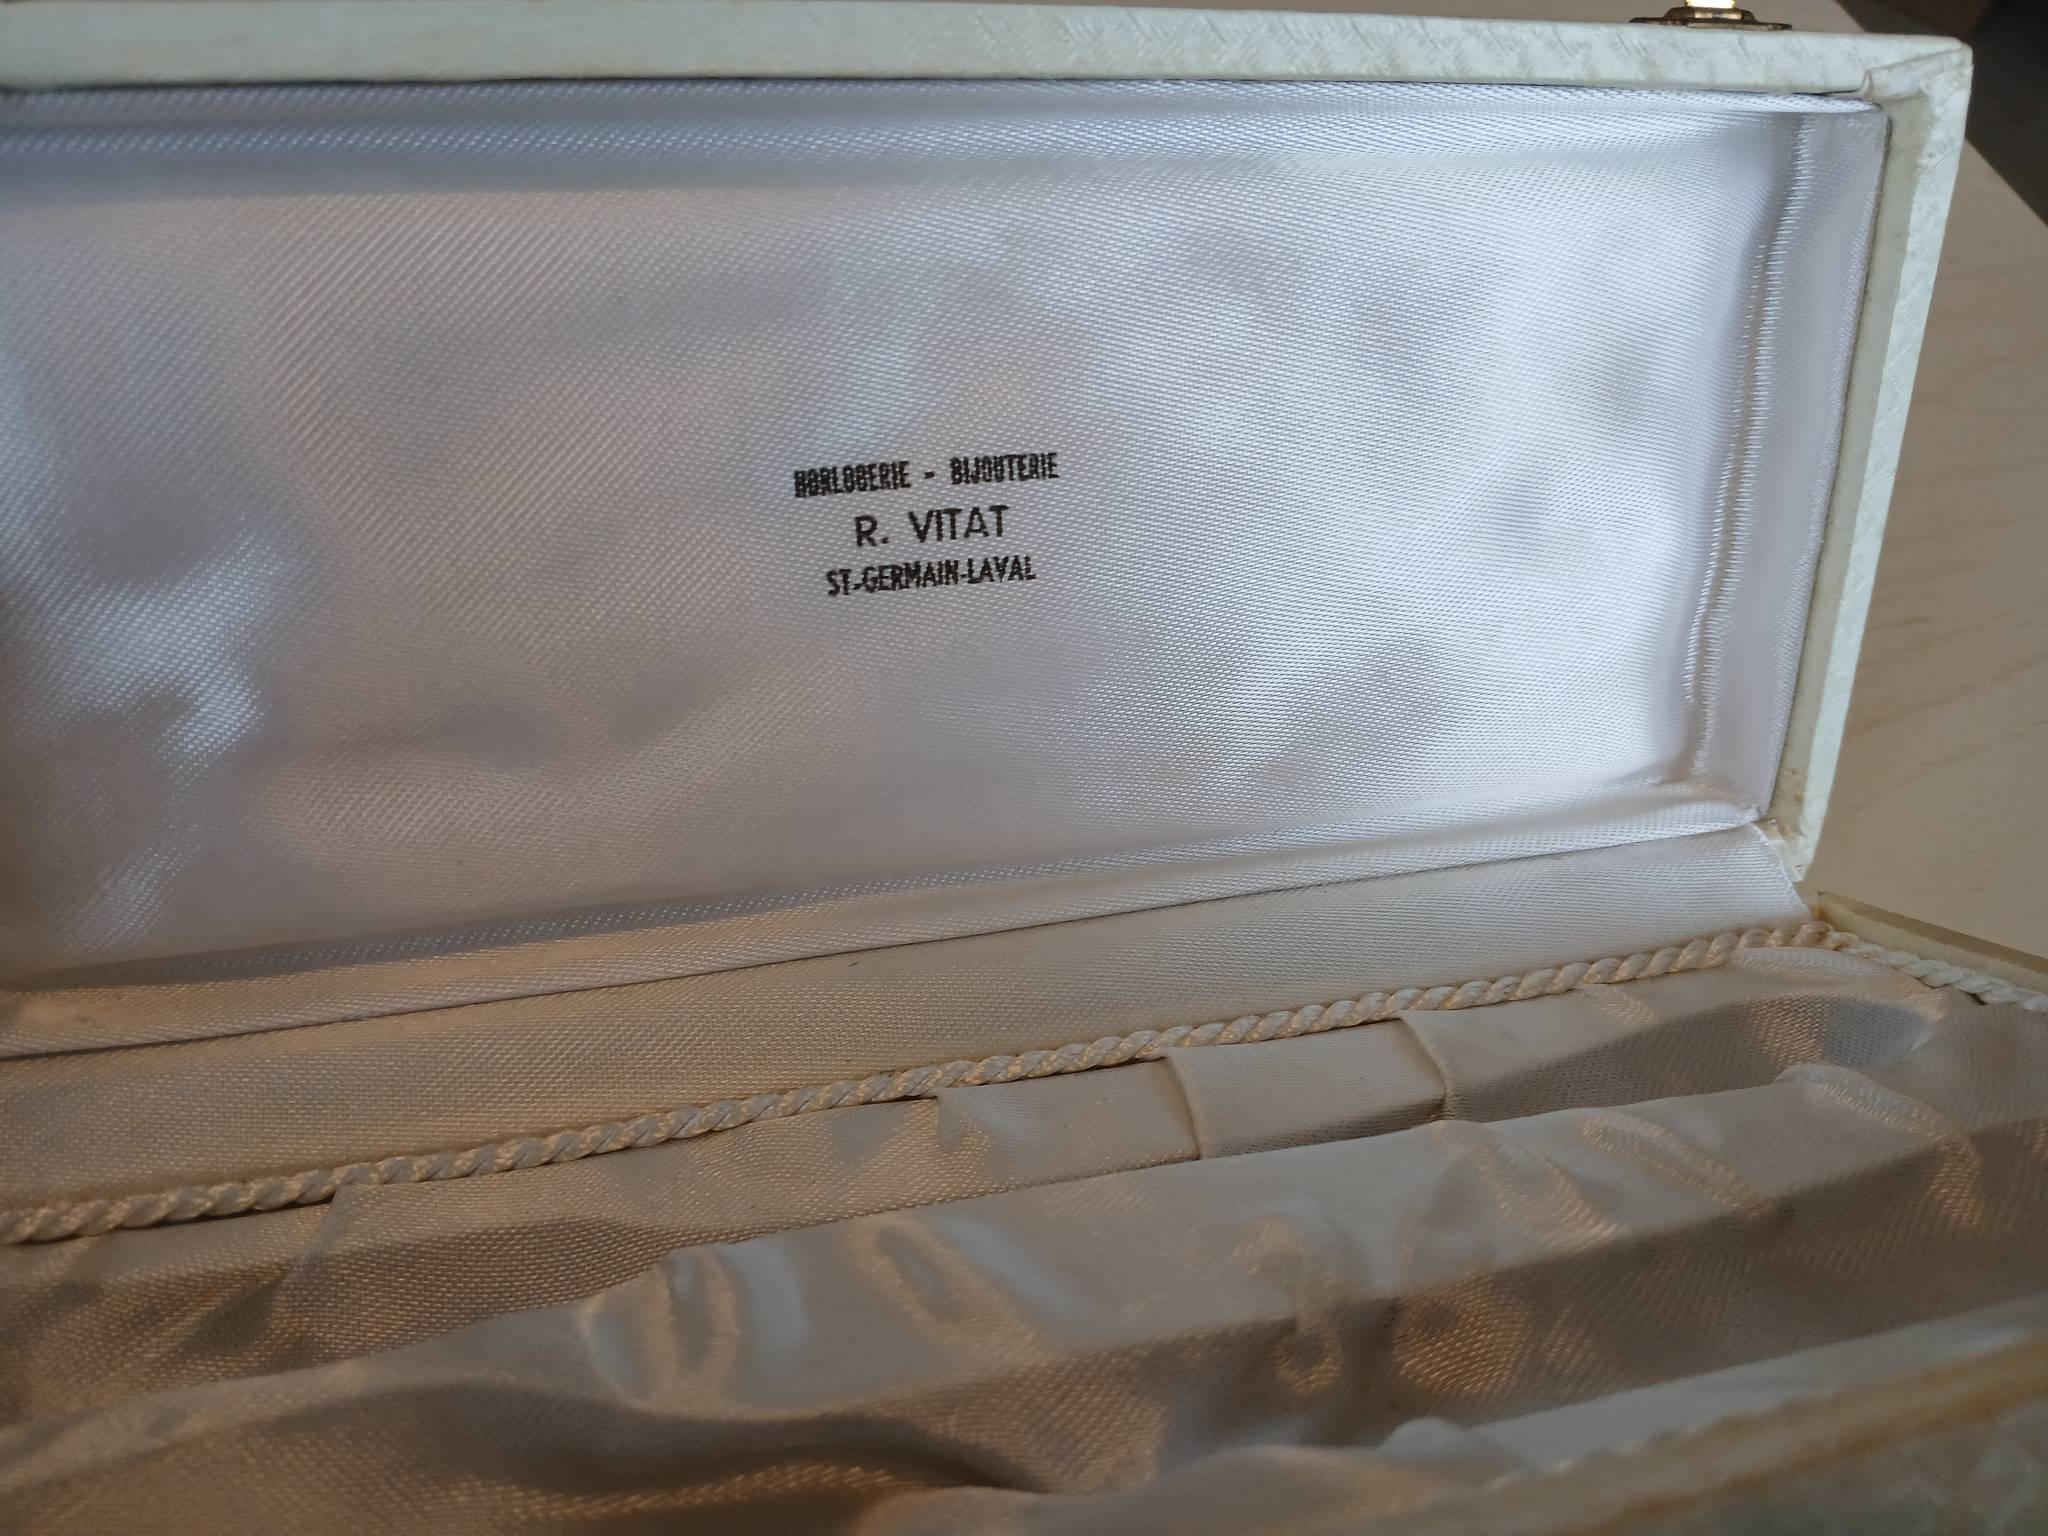 HORLOGERIE - BIJOUTERIE
R. VITAT
ST-GERMAIN-LAVAL